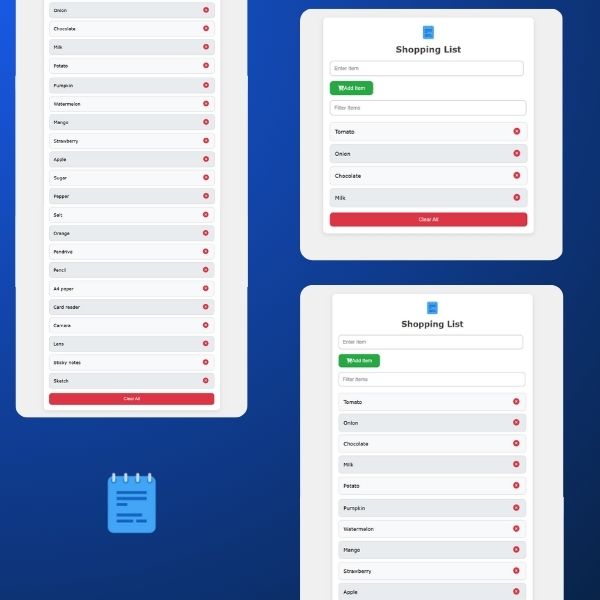 Onion
Chocolate
Milk
Potato
Pumpkin
Watermelon
Mango
Strawberry
Apple
Sugar
Pepper
Salt
Orange
Pendrive
Pencil
A4 paper
Card reader
Camera
Lens
Sticky notes
Sketch
Clear All
Shopping List
Enter Item
Add Item
Filter Items
Tomato
Onion
Chocolate
Milk
Clear All
Shopping List
Enter Item
Add Item
Filter Items
Tomato
Onion
Chocolate
Milk
Potato
Pumpkin
Watermelon
Mango
Strawberry
Apple